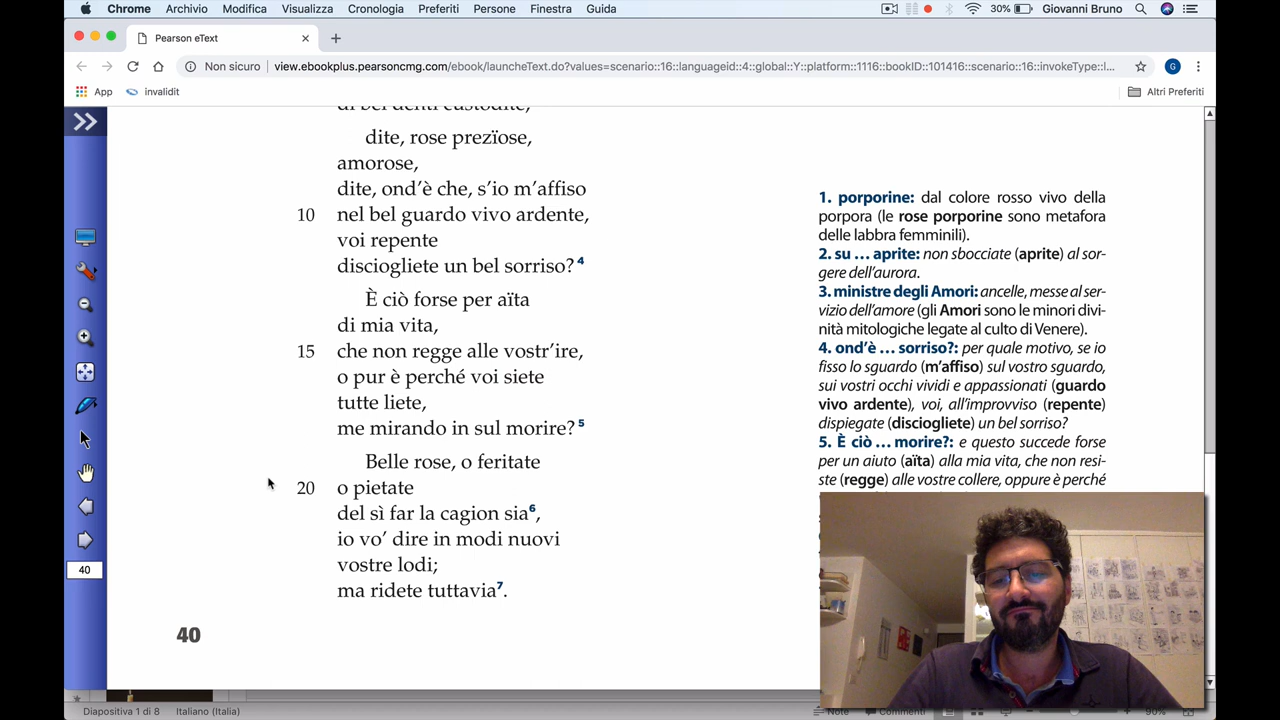 Chrome Archivio Modifica Visualizza Cronologia Preferiti Persone Finestra Guida 30% Giovanni Bruno
Pearson eText
Non sicuro view.ebookplus.pearsoncmg.com/ebook/launcheText.do?values=scenario::16::languageid::4::global::Y::platform::1116::bookID::101416::scenario::16::invokeType::l...
App invalidit Altri Preferiti
di bei denti custodite,
dite, rose prezïose,
amorose,
dite, ond'è che, s'io m'affiso
10 nel bel guardo vivo ardente,
voi repente
disciogliete un bel sorriso? 4
È ciò forse per aïta
di mia vita,
15 che non regge alle vostr'ire,
o pur è perché voi siete
tutte liete,
me mirando in sul morire? 5
Belle rose, o feritate
20 o pietate
del sì far la cagion sia6,
io vo' dire in modi nuovi
vostre lodi;
ma ridete tuttavia7.
40
40
1. porporine: dal colore rosso vivo della
porpora (le rose porporine sono metafora
delle labbra femminili).
2. su … aprite: non sbocciate (aprite) al sor-
gere dell'aurora.
3. ministre degli Amori: ancelle, messe al ser-
vizio dell'amore (gli Amori sono le minori divi-
nità mitologiche legate al culto di Venere).
4. ond'è … sorriso?: per quale motivo, se io
fisso lo sguardo (m'affiso) sul vostro sguardo,
sui vostri occhi vividi e appassionati (guardo
vivo ardente), voi, all'improvviso (repente)
dispiegate (disciogliete) un bel sorriso?
5. È ciò … morire?: e questo succede forse
per un aiuto (aïta) alla mia vita, che non resi-
ste (regge) alle vostre collere, oppure è perché
Diapositiva 1 di 8 Italiano (Italia) Note Commenti 90%